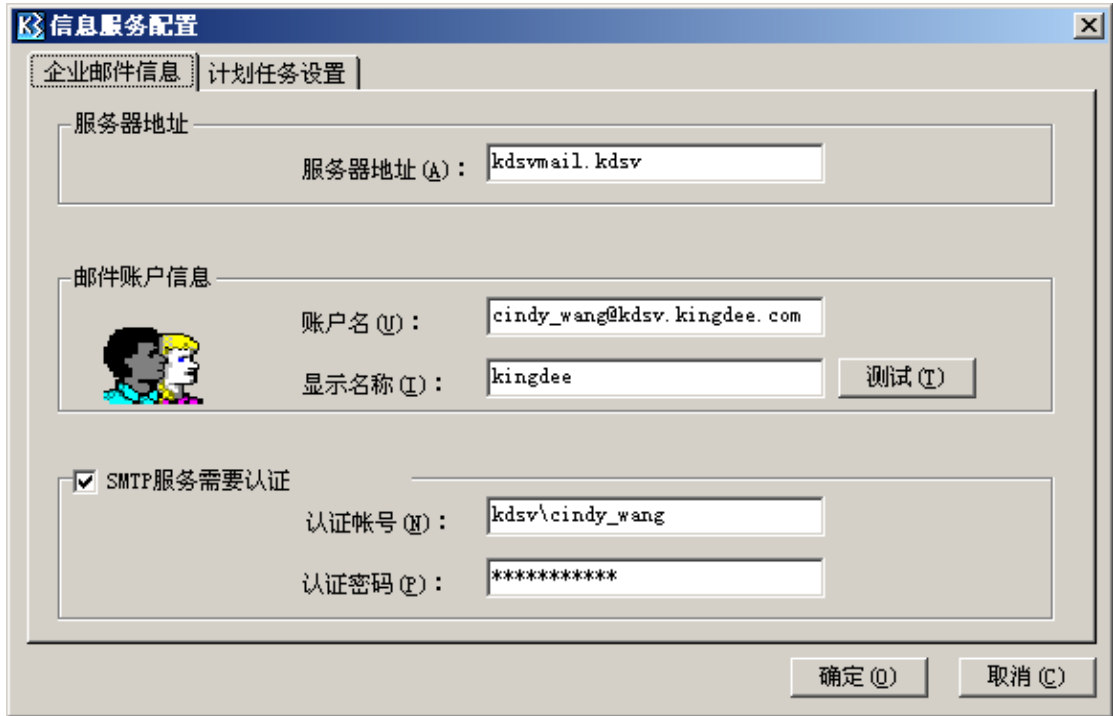 K3 信息服务配置
企业邮件信息 计划任务设置
服务器地址
服务器地址(A)： kdsvmail.kdsv
邮件账户信息
账户名(U)： cindy_wang@kdsv.kingdee.com
显示名称(I)： kingdee 测试(T)
SMTP服务需要认证
认证帐号(N)： kdsv\cindy_wang
认证密码(P)： ***********
确定(O) 取消(C)